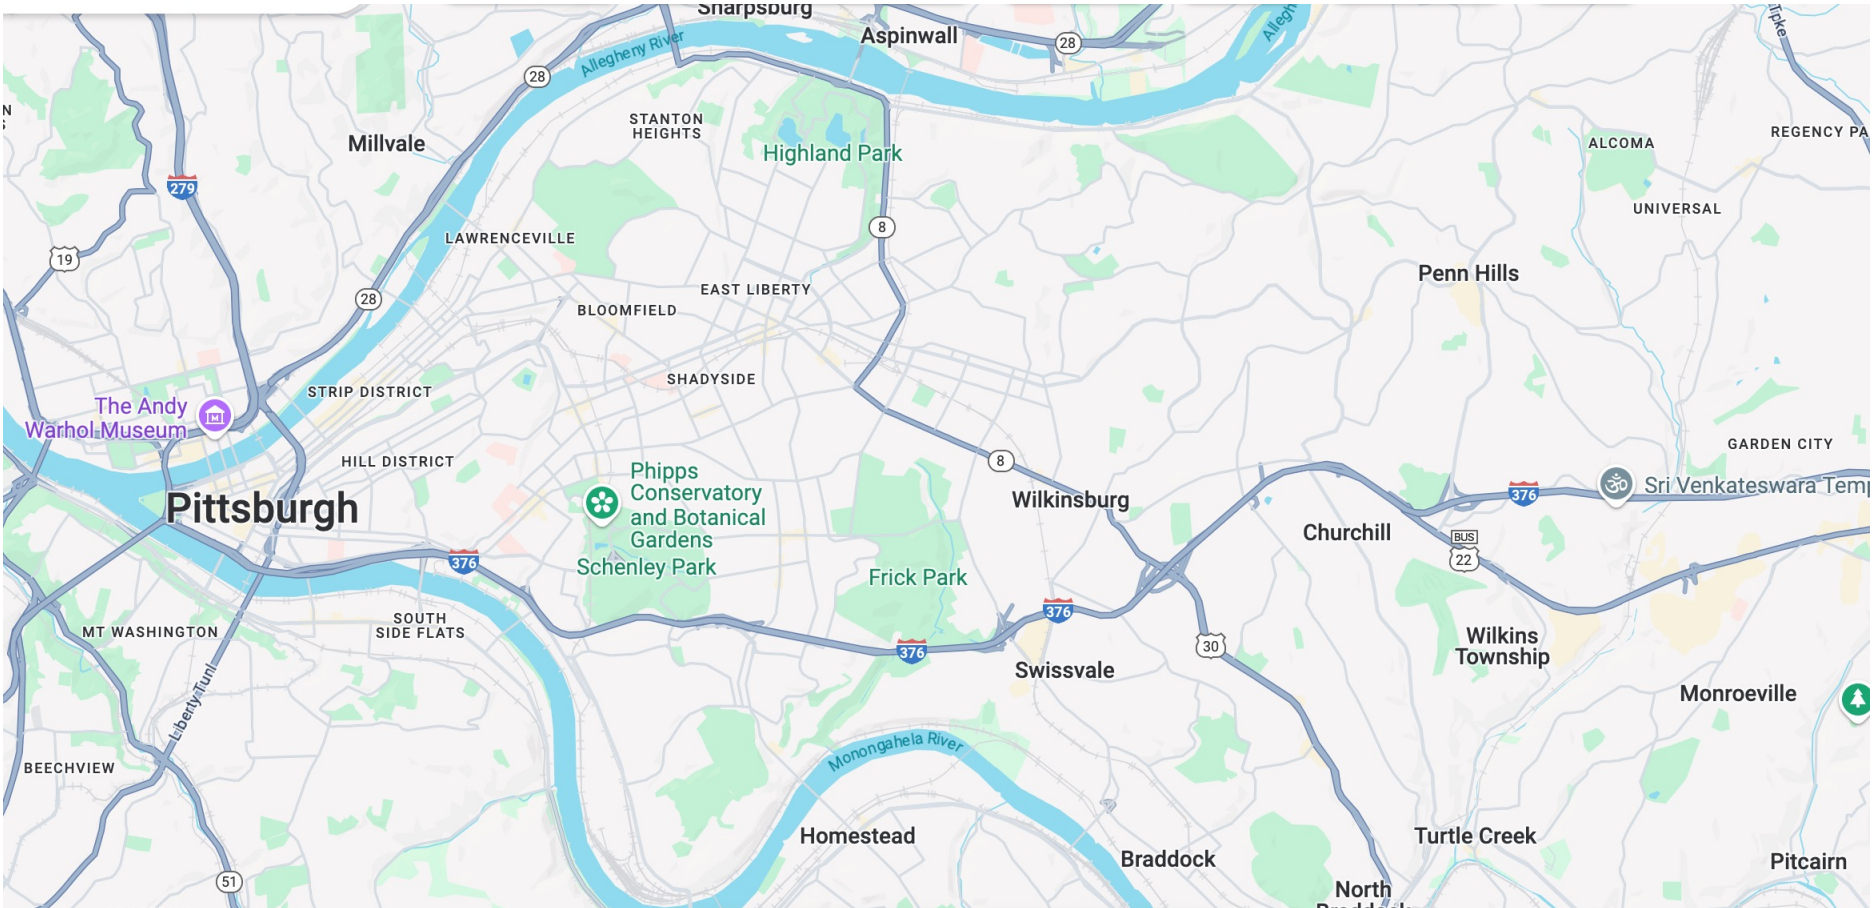 Sharpsburg
Aspinwall
Allegheny River
28
28
Tpke
Millvale
STANTON
HEIGHTS
Highland Park
ALCOMA
REGENCY PA
279
8
UNIVERSAL
19
LAWRENCEVILLE
28
EAST LIBERTY
BLOOMFIELD
Penn Hills
SHADYSIDE
STRIP DISTRICT
The Andy
Warhol Museum
HILL DISTRICT
GARDEN CITY
8
Phipps
Conservatory
and Botanical
Gardens
Schenley Park
Wilkinsburg
376
Sri Venkateswara Temp
Pittsburgh
Churchill
BUS
22
376
Frick Park
376
376
MT WASHINGTON
SOUTH
SIDE FLATS
30
Wilkins
Township
Swissvale
Monroeville
Liberty Tunl
Monongahela River
BEECHVIEW
Homestead
Braddock
Turtle Creek
Pitcairn
51
North
Braddock